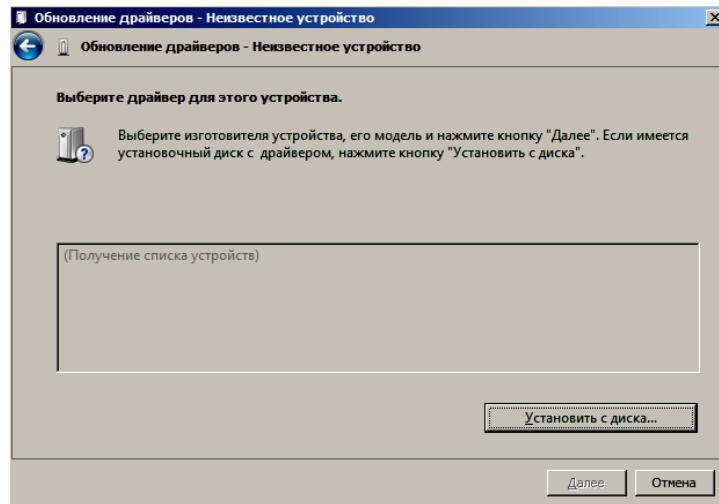 Обновление драйверов - Неизвестное устройство
Обновление драйверов - Неизвестное устройство
Выберите драйвер для этого устройства.
Выберите изготовителя устройства, его модель и нажмите кнопку "Далее". Если имеется
установочный диск с драйвером, нажмите кнопку "Установить с диска".
(Получение списка устройств)
Установить с диска...
Далее
Отмена